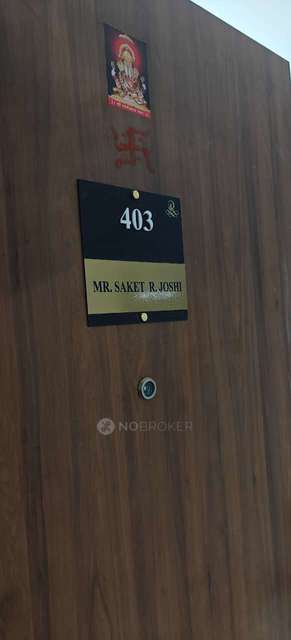 403
MR. SAKET R. JOSHI
NOBROKER